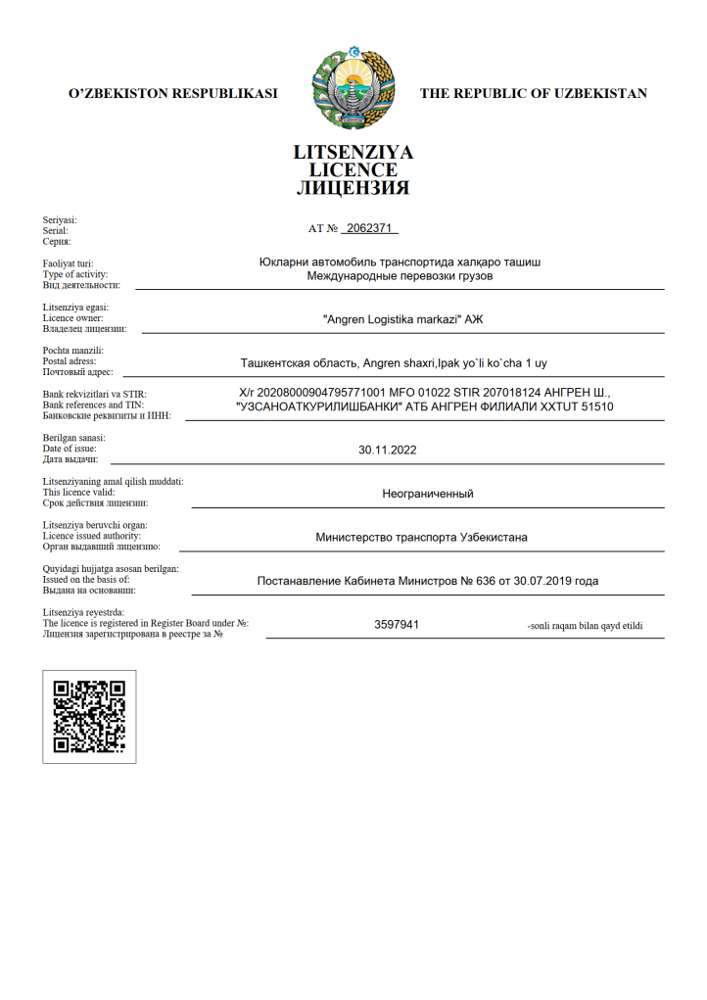 O’ZBEKISTON RESPUBLIKASI
THE REPUBLIC OF UZBEKISTAN
LITSENZIYA
LICENCE
ЛИЦЕНЗИЯ
Seriyasi:
Serial:
Серия:
АТ № 2062371
Faoliyat turi:
Type of activity:
Вид деятельности:
Юкларни автомобиль транспортида халқаро ташиш
Международные перевозки грузов
Litsenziya egasi:
Licence owner:
Владелец лицензии:
"Angren Logistika markazi" АЖ
Pochta manzili:
Postal adress:
Почтовый адрес:
Ташкентская область, Angren shaxri,Ipak yo`li ko`cha 1 uy
Bank rekvizitlari va STIR:
Bank references and TIN:
Банковские реквизиты и ИНН:
X/r 20208000904795771001 MFO 01022 STIR 207018124 АНГРЕН Ш.,
"УЗСАНОАТКУРИЛИШБАНКИ" АТБ АНГРЕН ФИЛИАЛИ XXTUT 51510
Berilgan sanasi:
Date of issue:
Дата выдачи:
30.11.2022
Litsenziyaning amal qilish muddati:
This licence valid:
Срок действия лицензии:
Неограниченный
Litsenziya beruvchi organ:
Licence issued authority:
Орган выдавший лицензию:
Министерство транспорта Узбекистана
Quyidagi hujjatga asosan berilgan:
Issued on the basis of:
Выдана на основании:
Постанавление Кабинета Министров № 636 от 30.07.2019 года
Litsenziya reyestrda:
The licence is registered in Register Board under №:
Лицензия зарегистрирована в реестре за №
3597941
-sonli raqam bilan qayd etildi